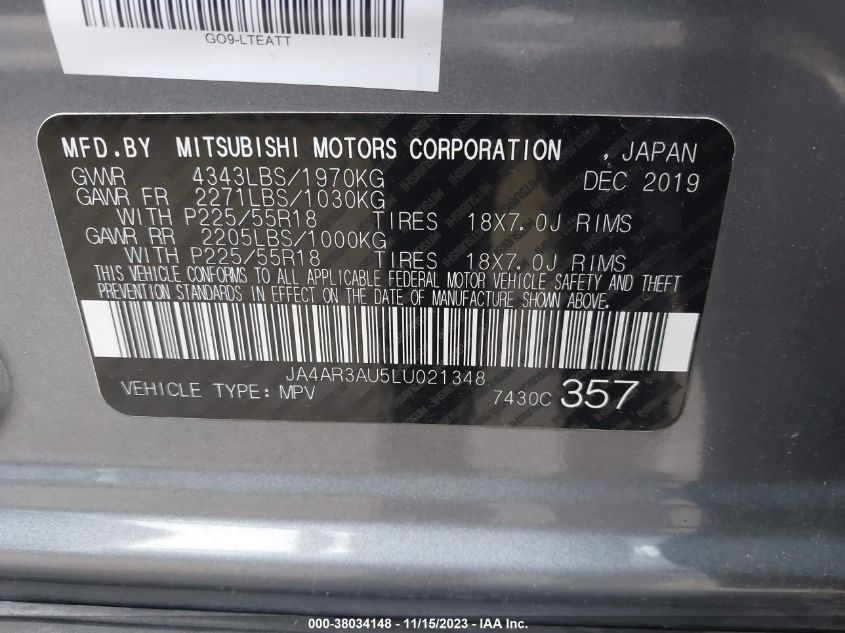 GO9-LTEATT
MFD.BY MITSUBISHI MOTORS CORPORATION , JAPAN
GVWR 4343LBS/1970KG DEC 2019
GAWR FR 2271LBS/1030KG
WITH P225/55R18 TIRES 18X7.0J RIMS
GAWR RR 2205LBS/1000KG
WITH P225/55R18 TIRES 18X7.0J RIMS
THIS VEHICLE CONFORMS TO ALL APPLICABLE FEDERAL MOTOR VEHICLE SAFETY AND THEFT
PREVENTION STANDARDS IN EFFECT ON THE DATE OF MANUFACTURE SHOWN ABOVE.
JA4AR3AU5LU021348
VEHICLE TYPE: MPV 7430C 357
000-38034148 - 11/15/2023 - IAA Inc.